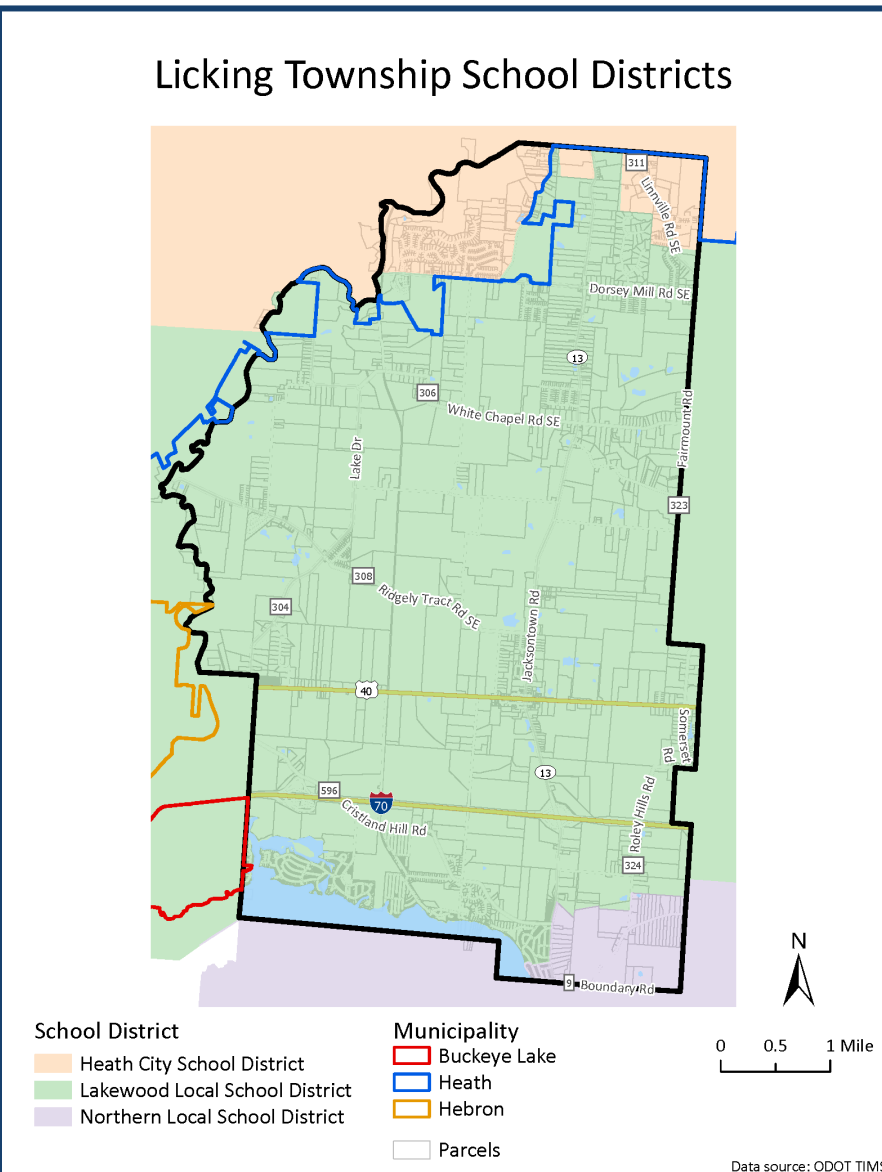 Licking Township School Districts
311
Linnville Rd SE
Dorsey Mill Rd SE
13
306
White Chapel Rd SE
Fairmount Rd
Lake Dr
323
308
Ridgely Tract Rd SE
304
Jacksontown Rd
40
Somerset
Rd
13
596
70
Cristland Hill Rd
Roley Hills Rd
324
9
Boundary Rd
N
School District
Heath City School District
Lakewood Local School District
Northern Local School District
Municipality
Buckeye Lake
Heath
Hebron
Parcels
0 0.5 1 Mile
Data source: ODOT TIMS